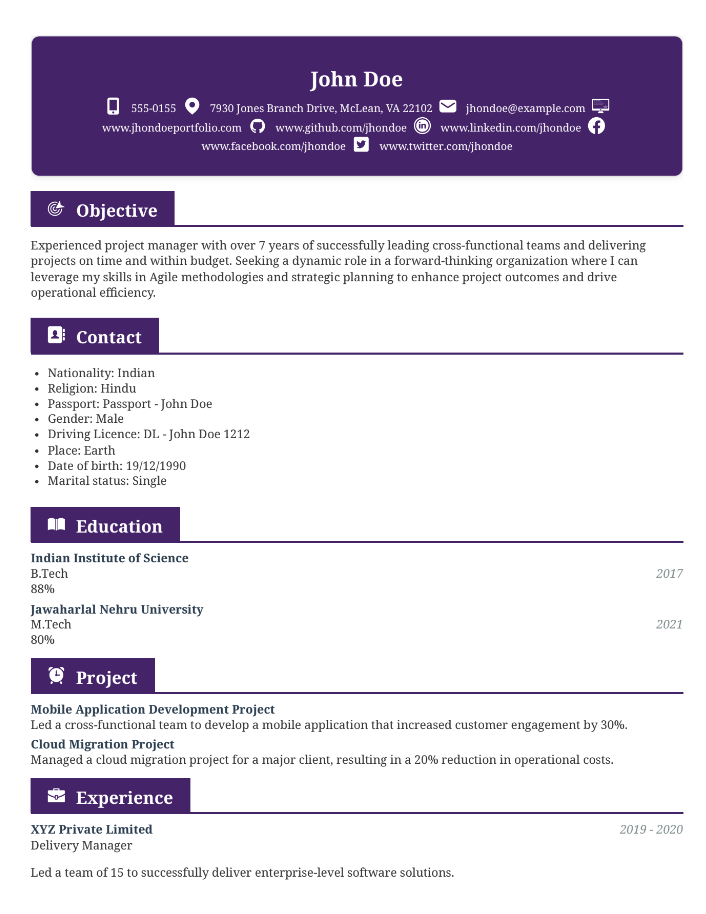 John Doe
555-0155 7930 Jones Branch Drive, McLean, VA 22102 jhondoe@example.com
www.jhondoeportfolio.com www.github.com/jhondoe www.linkedin.com/jhondoe
www.facebook.com/jhondoe www.twitter.com/jhondoe
Objective
Experienced project manager with over 7 years of successfully leading cross-functional teams and delivering
projects on time and within budget. Seeking a dynamic role in a forward-thinking organization where I can
leverage my skills in Agile methodologies and strategic planning to enhance project outcomes and drive
operational efficiency.
Contact
• Nationality: Indian
• Religion: Hindu
• Passport: Passport - John Doe
• Gender: Male
• Driving Licence: DL - John Doe 1212
• Place: Earth
• Date of birth: 19/12/1990
• Marital status: Single
Education
Indian Institute of Science
B.Tech 2017
88%
Jawaharlal Nehru University
M.Tech 2021
80%
Project
Mobile Application Development Project
Led a cross-functional team to develop a mobile application that increased customer engagement by 30%.
Cloud Migration Project
Managed a cloud migration project for a major client, resulting in a 20% reduction in operational costs.
Experience
XYZ Private Limited 2019 - 2020
Delivery Manager
Led a team of 15 to successfully deliver enterprise-level software solutions.